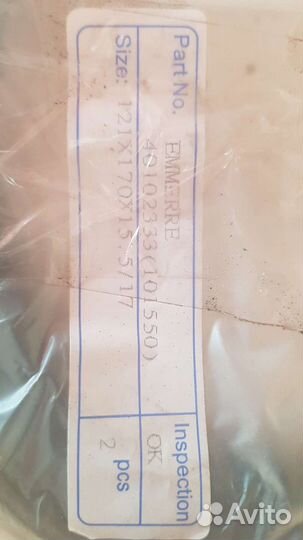 Part No. EMMERRE
40102333(101550)
Size: 121X170X15.5/17
Inspection
OK
2 pcs
Avito